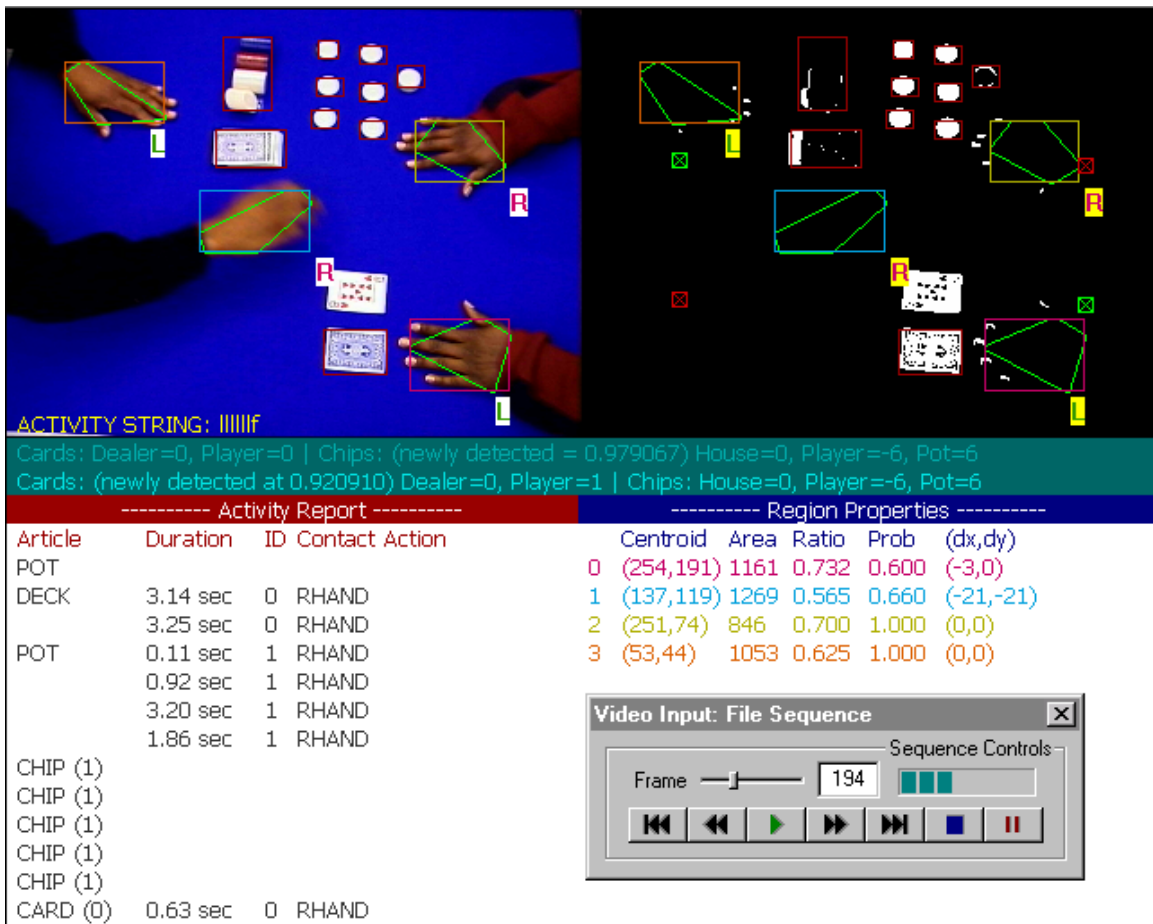 L
R
R
L
L
R
R
L
ACTIVITY STRING: llllllf
Cards: Dealer=0, Player=0 | Chips: (newly detected = 0.979067) House=0, Player=-6, Pot=6
Cards: (newly detected at 0.920910) Dealer=0, Player=1 | Chips: House=0, Player=-6, Pot=6
---------- Activity Report ----------
Article Duration ID Contact Action
POT
DECK 3.14 sec 0 RHAND
3.25 sec 0 RHAND
POT 0.11 sec 1 RHAND
0.92 sec 1 RHAND
3.20 sec 1 RHAND
1.86 sec 1 RHAND
CHIP (1)
CHIP (1)
CHIP (1)
CHIP (1)
CHIP (1)
CARD (0) 0.63 sec 0 RHAND
---------- Region Properties ----------
Centroid Area Ratio Prob (dx,dy)
0 (254,191) 1161 0.732 0.600 (-3,0)
1 (137,119) 1269 0.565 0.660 (-21,-21)
2 (251,74) 846 0.700 1.000 (0,0)
3 (53,44) 1053 0.625 1.000 (0,0)
Video Input: File Sequence
Sequence Controls
Frame 194